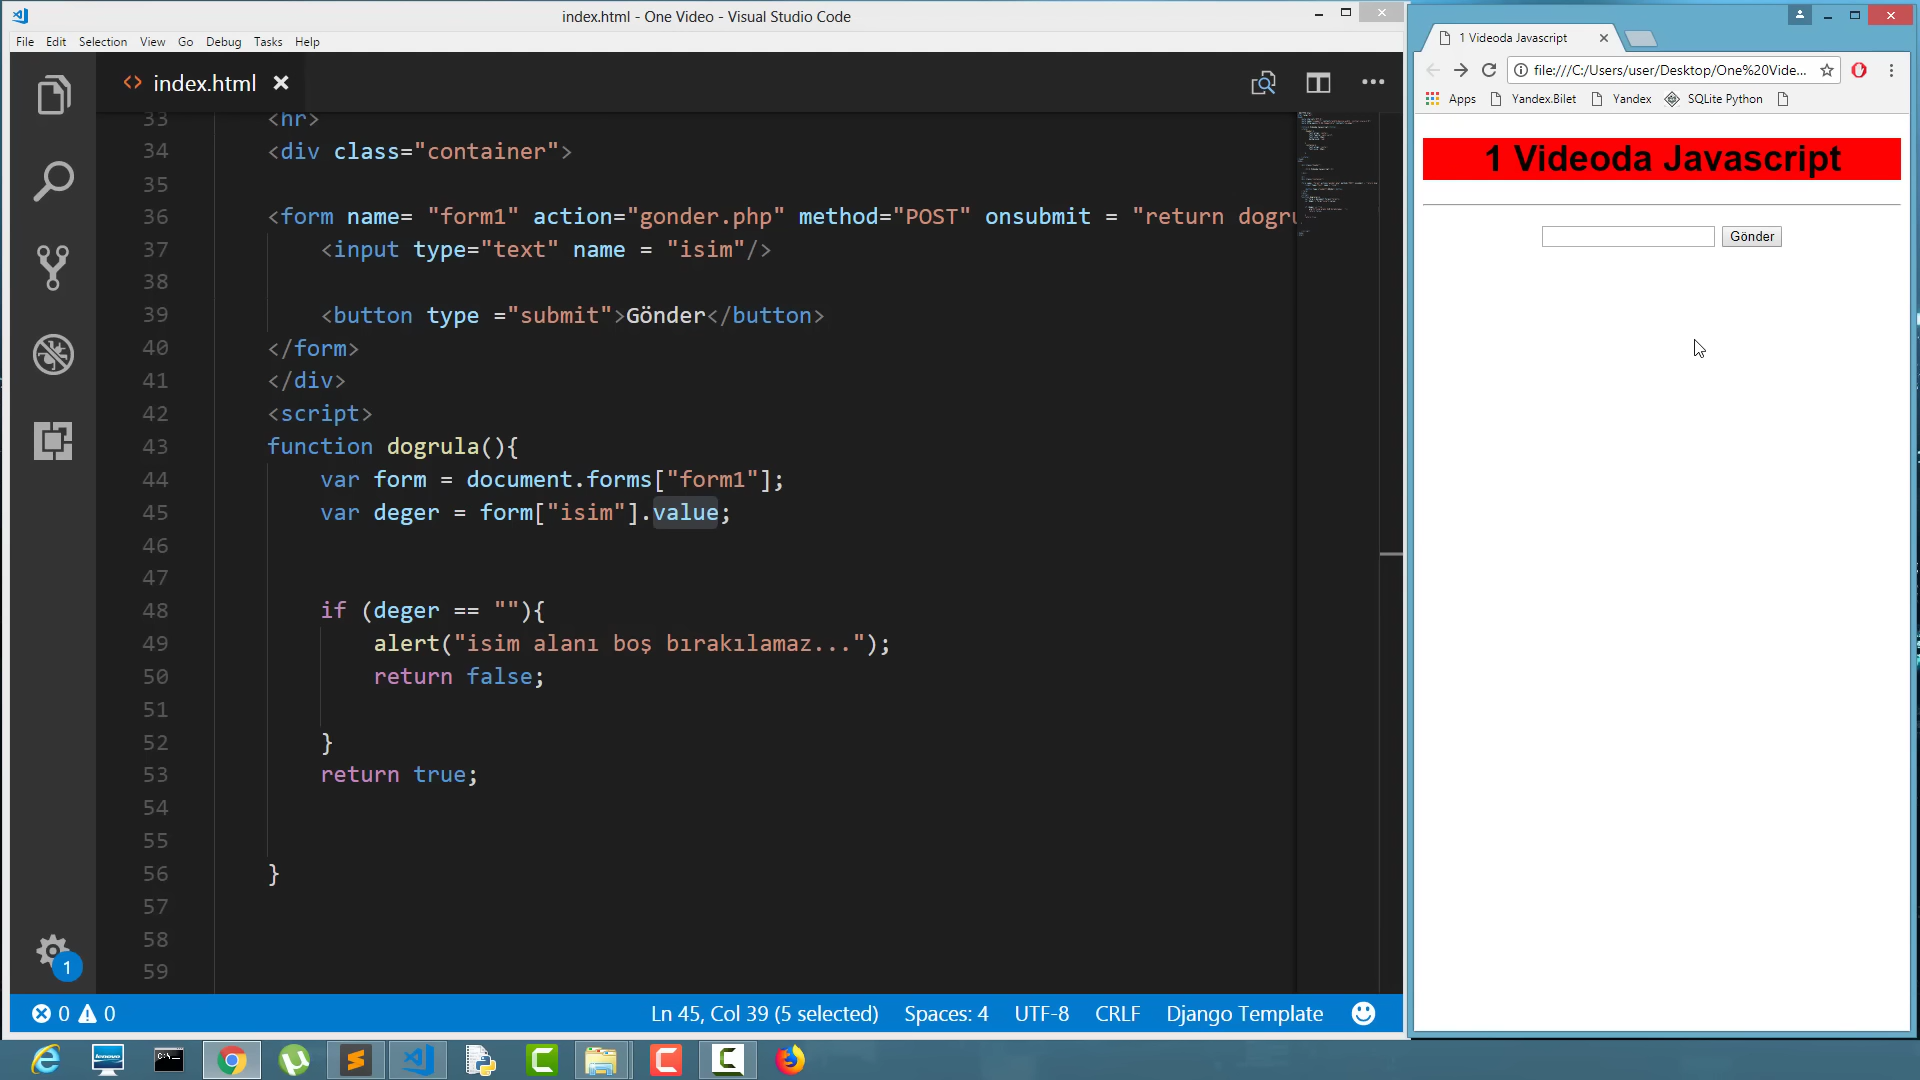 index.html - One Video - Visual Studio Code
File Edit Selection View Go Debug Tasks Help
<> index.html
33 <hr>
34 <div class="container">
35
36 <form name= "form1" action="gonder.php" method="POST" onsubmit = "return dogru
37 <input type="text" name = "isim"/>
38
39 <button type ="submit">Gönder</button>
40 </form>
41 </div>
42 <script>
43 function dogrula(){
44 var form = document.forms["form1"];
45 var deger = form["isim"].value;
46
47
48 if (deger == ""){
49 alert("isim alanı boş bırakılamaz...");
50 return false;
51
52 }
53 return true;
54
55
56 }
57
58
59
1
0 0
Ln 45, Col 39 (5 selected) Spaces: 4 UTF-8 CRLF Django Template
1 Videoda Javascript
file:///C:/Users/user/Desktop/One%20Vide...
Apps Yandex.Bilet Yandex SQLite Python
1 Videoda Javascript
Gönder
lenovo
C:\